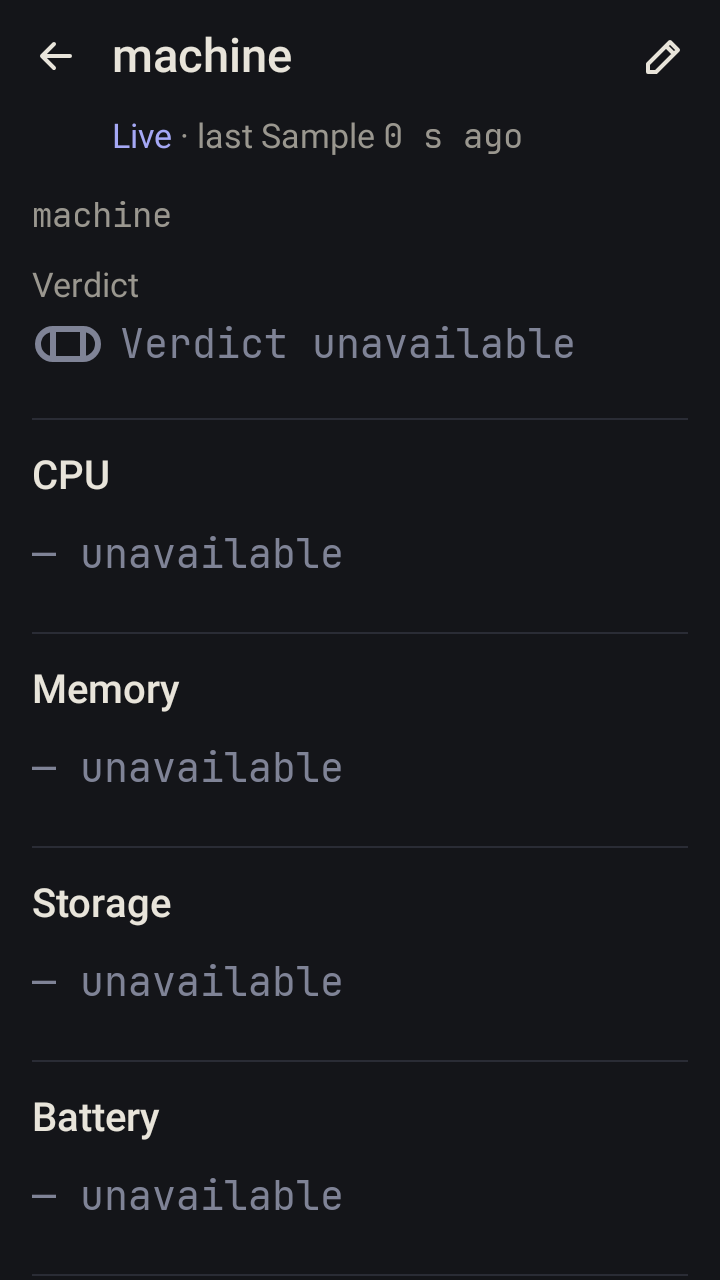 machine
Live · last Sample 0 s ago
machine
Verdict
Verdict unavailable
CPU
— unavailable
Memory
— unavailable
Storage
— unavailable
Battery
— unavailable